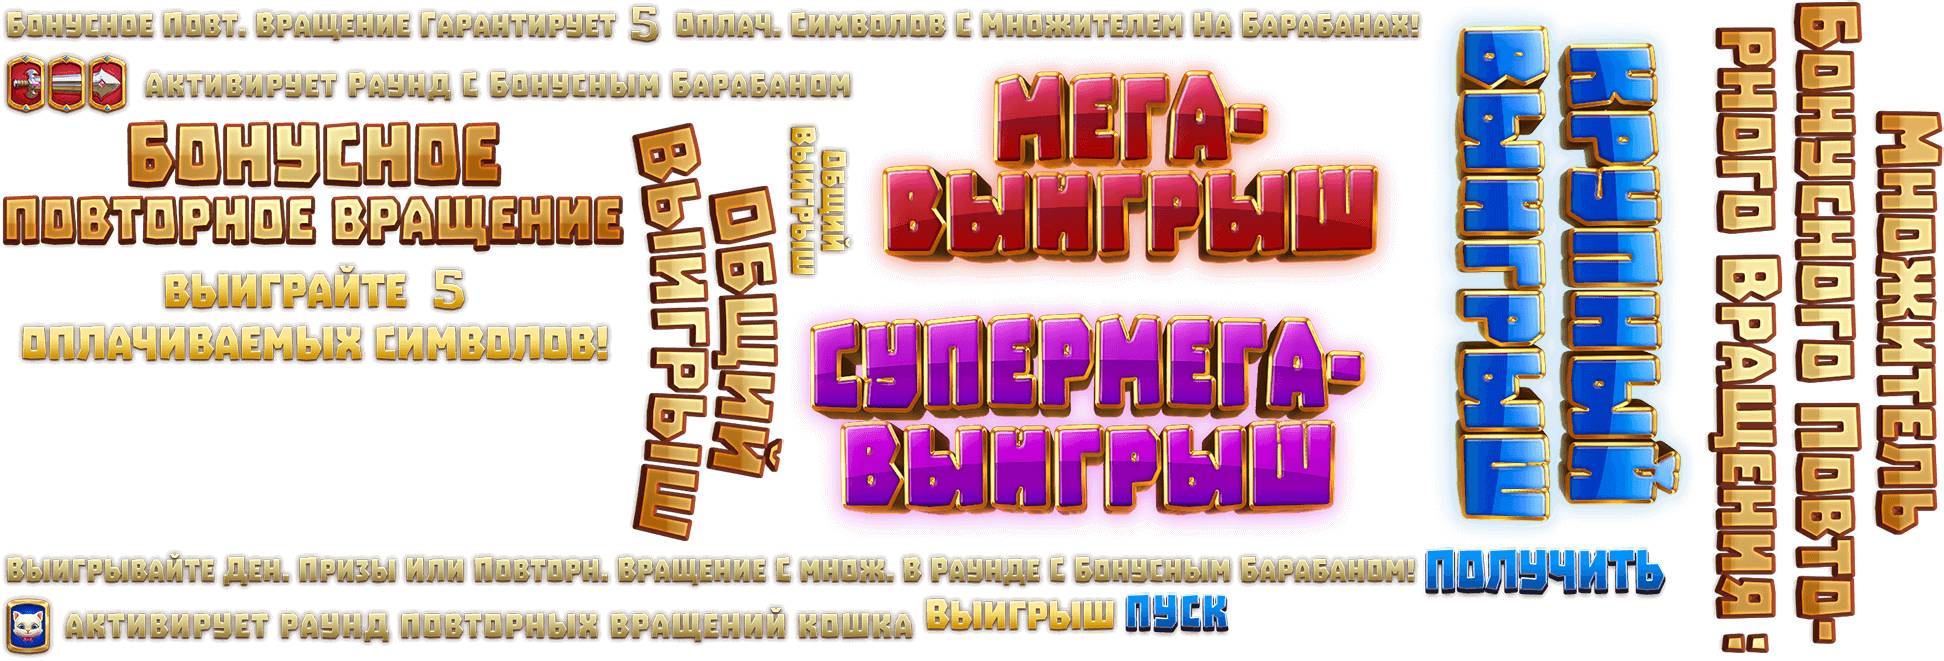 Бонусное Повт. Вращение Гарантирует 5 Оплач. Символов С Множителем На Барабанах!
Активирует Раунд С Бонусным Барабаном
БОНУСНОЕ
ПОВТОРНОЕ ВРАЩЕНИЕ
ВЫИГРАЙТЕ 5
ОПЛАЧИВАЕМЫХ СИМВОЛОВ!
ОБЩИЙ
ВЫИГРЫШ
ОБЩИЙ
ВЫИГРЫШ
МЕГА-
ВЫИГРЫШ
СУПЕРМЕГА-
ВЫИГРЫШ
КРУПНЫЙ
ВЫИГРЫШ
МНОЖИТЕЛЬ
БОНУСНОГО ПОВТО-
РНОГО ВРАЩЕНИЯ:
Выигрывайте Ден. Призы Или Повторн. Вращение С множ. В Раунде С Бонусным Барабаном!
ПОЛУЧИТЬ
АКТИВИРУЕТ РАУНД ПОВТОРНЫХ ВРАЩЕНИЙ КОШКА
Выигрыш
ПУСК